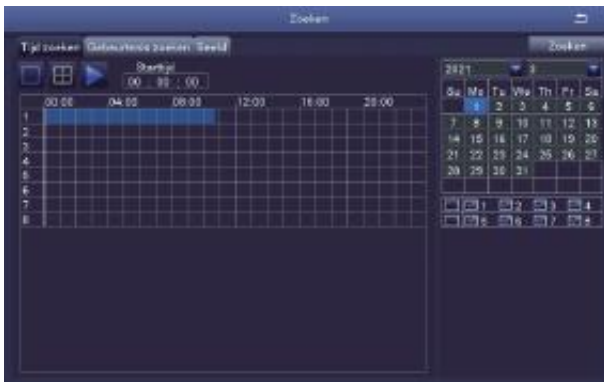 Zoeken
Tijd zoeken Gebeurtenis zoeken Beeld Zoeken
Starttijd 2021 3
00 : 00 : 00
Su Mo Tu We Th Fr Sa
00:00 04:00 08:00 12:00 16:00 20:00
1 2 3 4 5 6
7 8 9 10 11 12 13
14 15 16 17 18 19 20
21 22 23 24 25 26 27
28 29 30 31
1
2
3
4
5
6
7
8
1 2 3 4
5 6 7 8